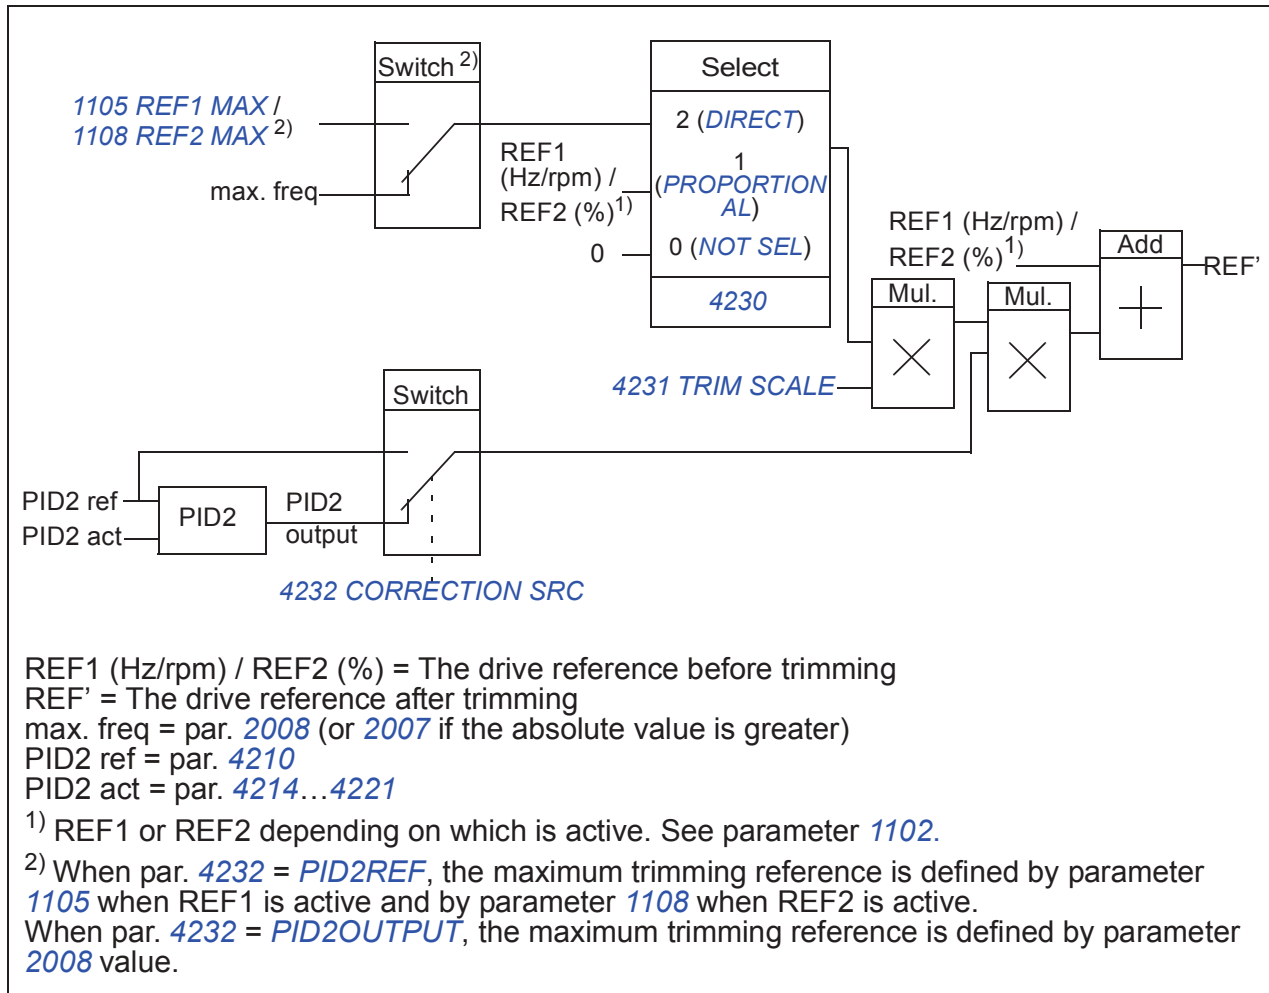 Switch 2)
1105 REF1 MAX /
1108 REF2 MAX 2)
max. freq
REF1
(Hz/rpm) /
REF2 (%)1)
0
Select
2 (DIRECT)
1
(PROPORTION
AL)
0 (NOT SEL)
4230
REF1 (Hz/rpm) /
REF2 (%)1)
Add
REF’
Mul.
Mul.
4231 TRIM SCALE
Switch
PID2 ref
PID2 act
PID2
PID2
output
4232 CORRECTION SRC
REF1 (Hz/rpm) / REF2 (%) = The drive reference before trimming
REF’ = The drive reference after trimming
max. freq = par. 2008 (or 2007 if the absolute value is greater)
PID2 ref = par. 4210
PID2 act = par. 4214…4221
1) REF1 or REF2 depending on which is active. See parameter 1102.
2) When par. 4232 = PID2REF, the maximum trimming reference is defined by parameter
1105 when REF1 is active and by parameter 1108 when REF2 is active.
When par. 4232 = PID2OUTPUT, the maximum trimming reference is defined by parameter
2008 value.